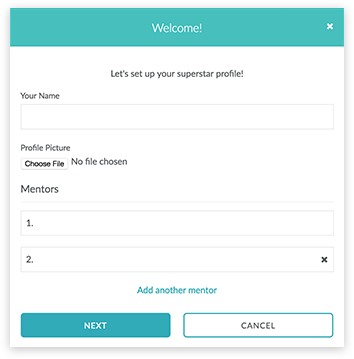 Welcome!
Let's set up your superstar profile!
Your Name
Profile Picture
Choose File No file chosen
Mentors
1.
2.
Add another mentor
NEXT CANCEL